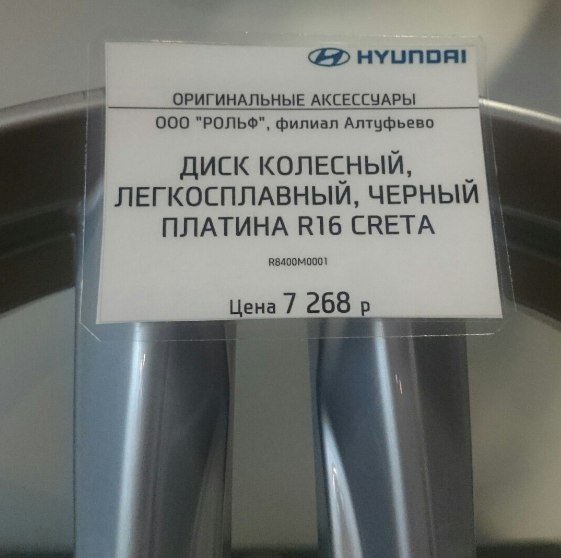 HYUNDAI
ОРИГИНАЛЬНЫЕ АКСЕССУАРЫ
ООО "РОЛЬФ", филиал Алтуфьево
ДИСК КОЛЕСНЫЙ,
ЛЕГКОСПЛАВНЫЙ, ЧЕРНЫЙ
ПЛАТИНА R16 CRETA
R8400M0001
Цена 7 268 р